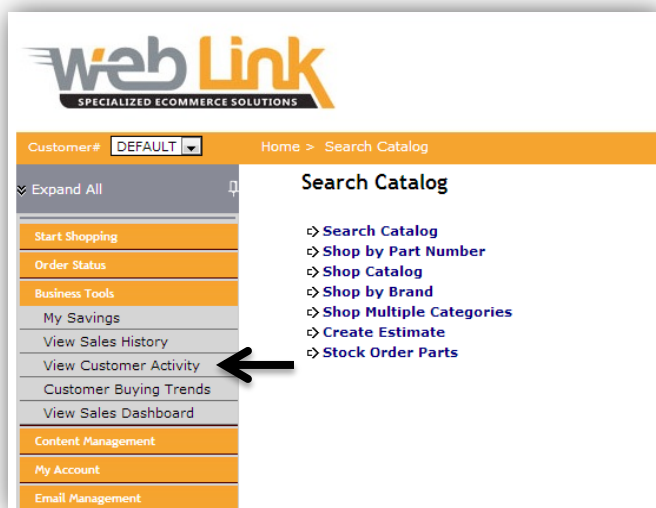 web Link
SPECIALIZED ECOMMERCE SOLUTIONS
Customer# DEFAULT
Home > Search Catalog
Expand All
Search Catalog
Start Shopping
Order Status
Business Tools
My Savings
View Sales History
View Customer Activity
Customer Buying Trends
View Sales Dashboard
Content Management
My Account
Email Management
Search Catalog
Shop by Part Number
Shop Catalog
Shop by Brand
Shop Multiple Categories
Create Estimate
Stock Order Parts